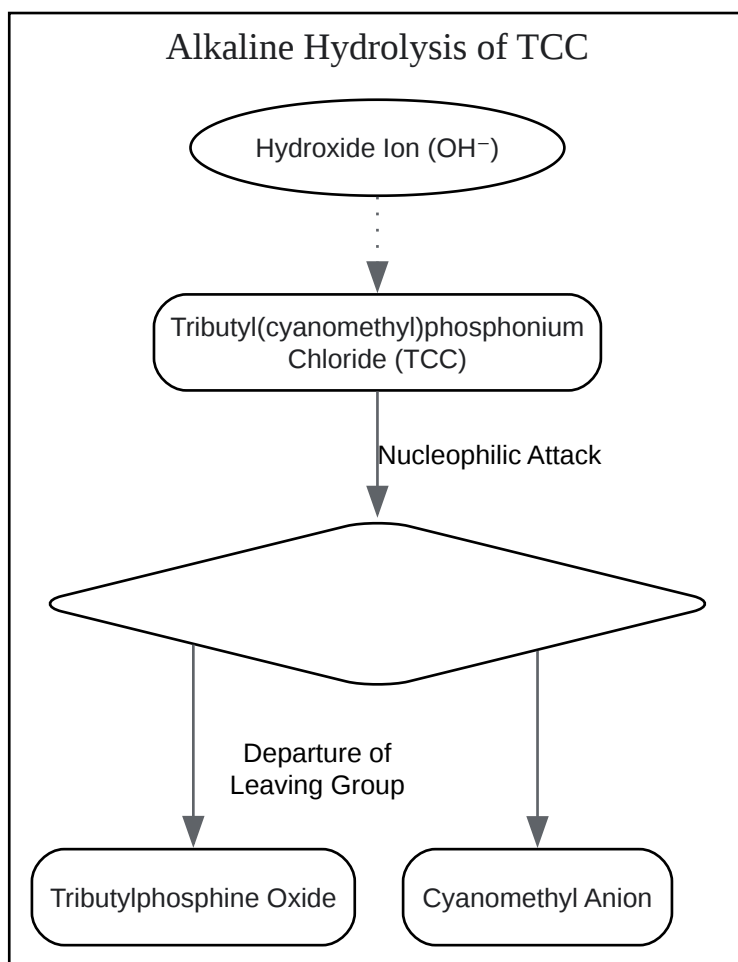 Alkaline Hydrolysis of TCC
Hydroxide Ion (OH⁻)
Tributyl(cyanomethyl)phosphonium
Chloride (TCC)
Nucleophilic Attack
Departure of
Leaving Group
Tributylphosphine Oxide
Cyanomethyl Anion